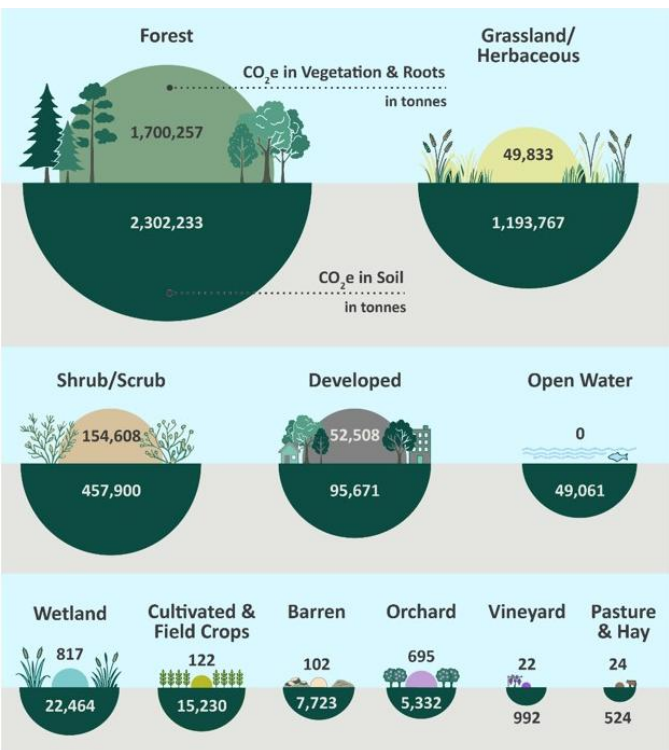 Forest
Grassland/
Herbaceous
CO₂e in Vegetation & Roots
in tonnes
1,700,257
49,833
2,302,233
1,193,767
CO₂e in Soil
in tonnes
Shrub/Scrub
Developed
Open Water
154,608
52,508
0
457,900
95,671
49,061
Wetland
Cultivated &
Field Crops
Barren
Orchard
Vineyard
Pasture
& Hay
817
122
102
695
22
24
22,464
15,230
7,723
5,332
992
524